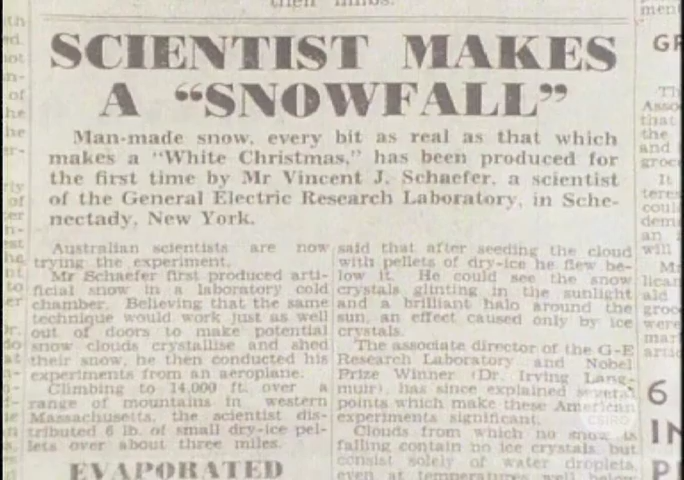 their minds.
SCIENTIST MAKES
A “SNOWFALL”
Man-made snow, every bit as real as that which
makes a “White Christmas,” has been produced for
the first time by Mr Vincent J. Schaefer, a scientist
of the General Electric Research Laboratory, in Sche-
nectady, New York.
Australian scientists are now
trying the experiment.
Mr Schaefer first produced arti-
ficial snow in a laboratory cold
chamber. Believing that the same
technique would work just as well
out of doors to make potential
snow clouds crystallise and shed
their snow, he then conducted his
experiments from an aeroplane.
Climbing to 14,000 ft. over a
range of mountains in western
Massachusetts, the scientist dis-
tributed 6 lb. of small dry-ice pel-
lets over about three miles.
EVAPORATED
said that after seeding the cloud
with pellets of dry-ice he flew be-
low it. He could see the snow
crystals glinting in the sunlight
and a brilliant halo around the
sun, an effect caused only by ice
crystals.
The associate director of the G-E
Research Laboratory and Nobel
Prize Winner (Dr. Irving Lang-
muir), has since explained several
points which make these American
experiments significant.
Clouds from which no snow is
falling contain no ice crystals, but
consist solely of water droplets,
even at temperatures well below
CSIRO